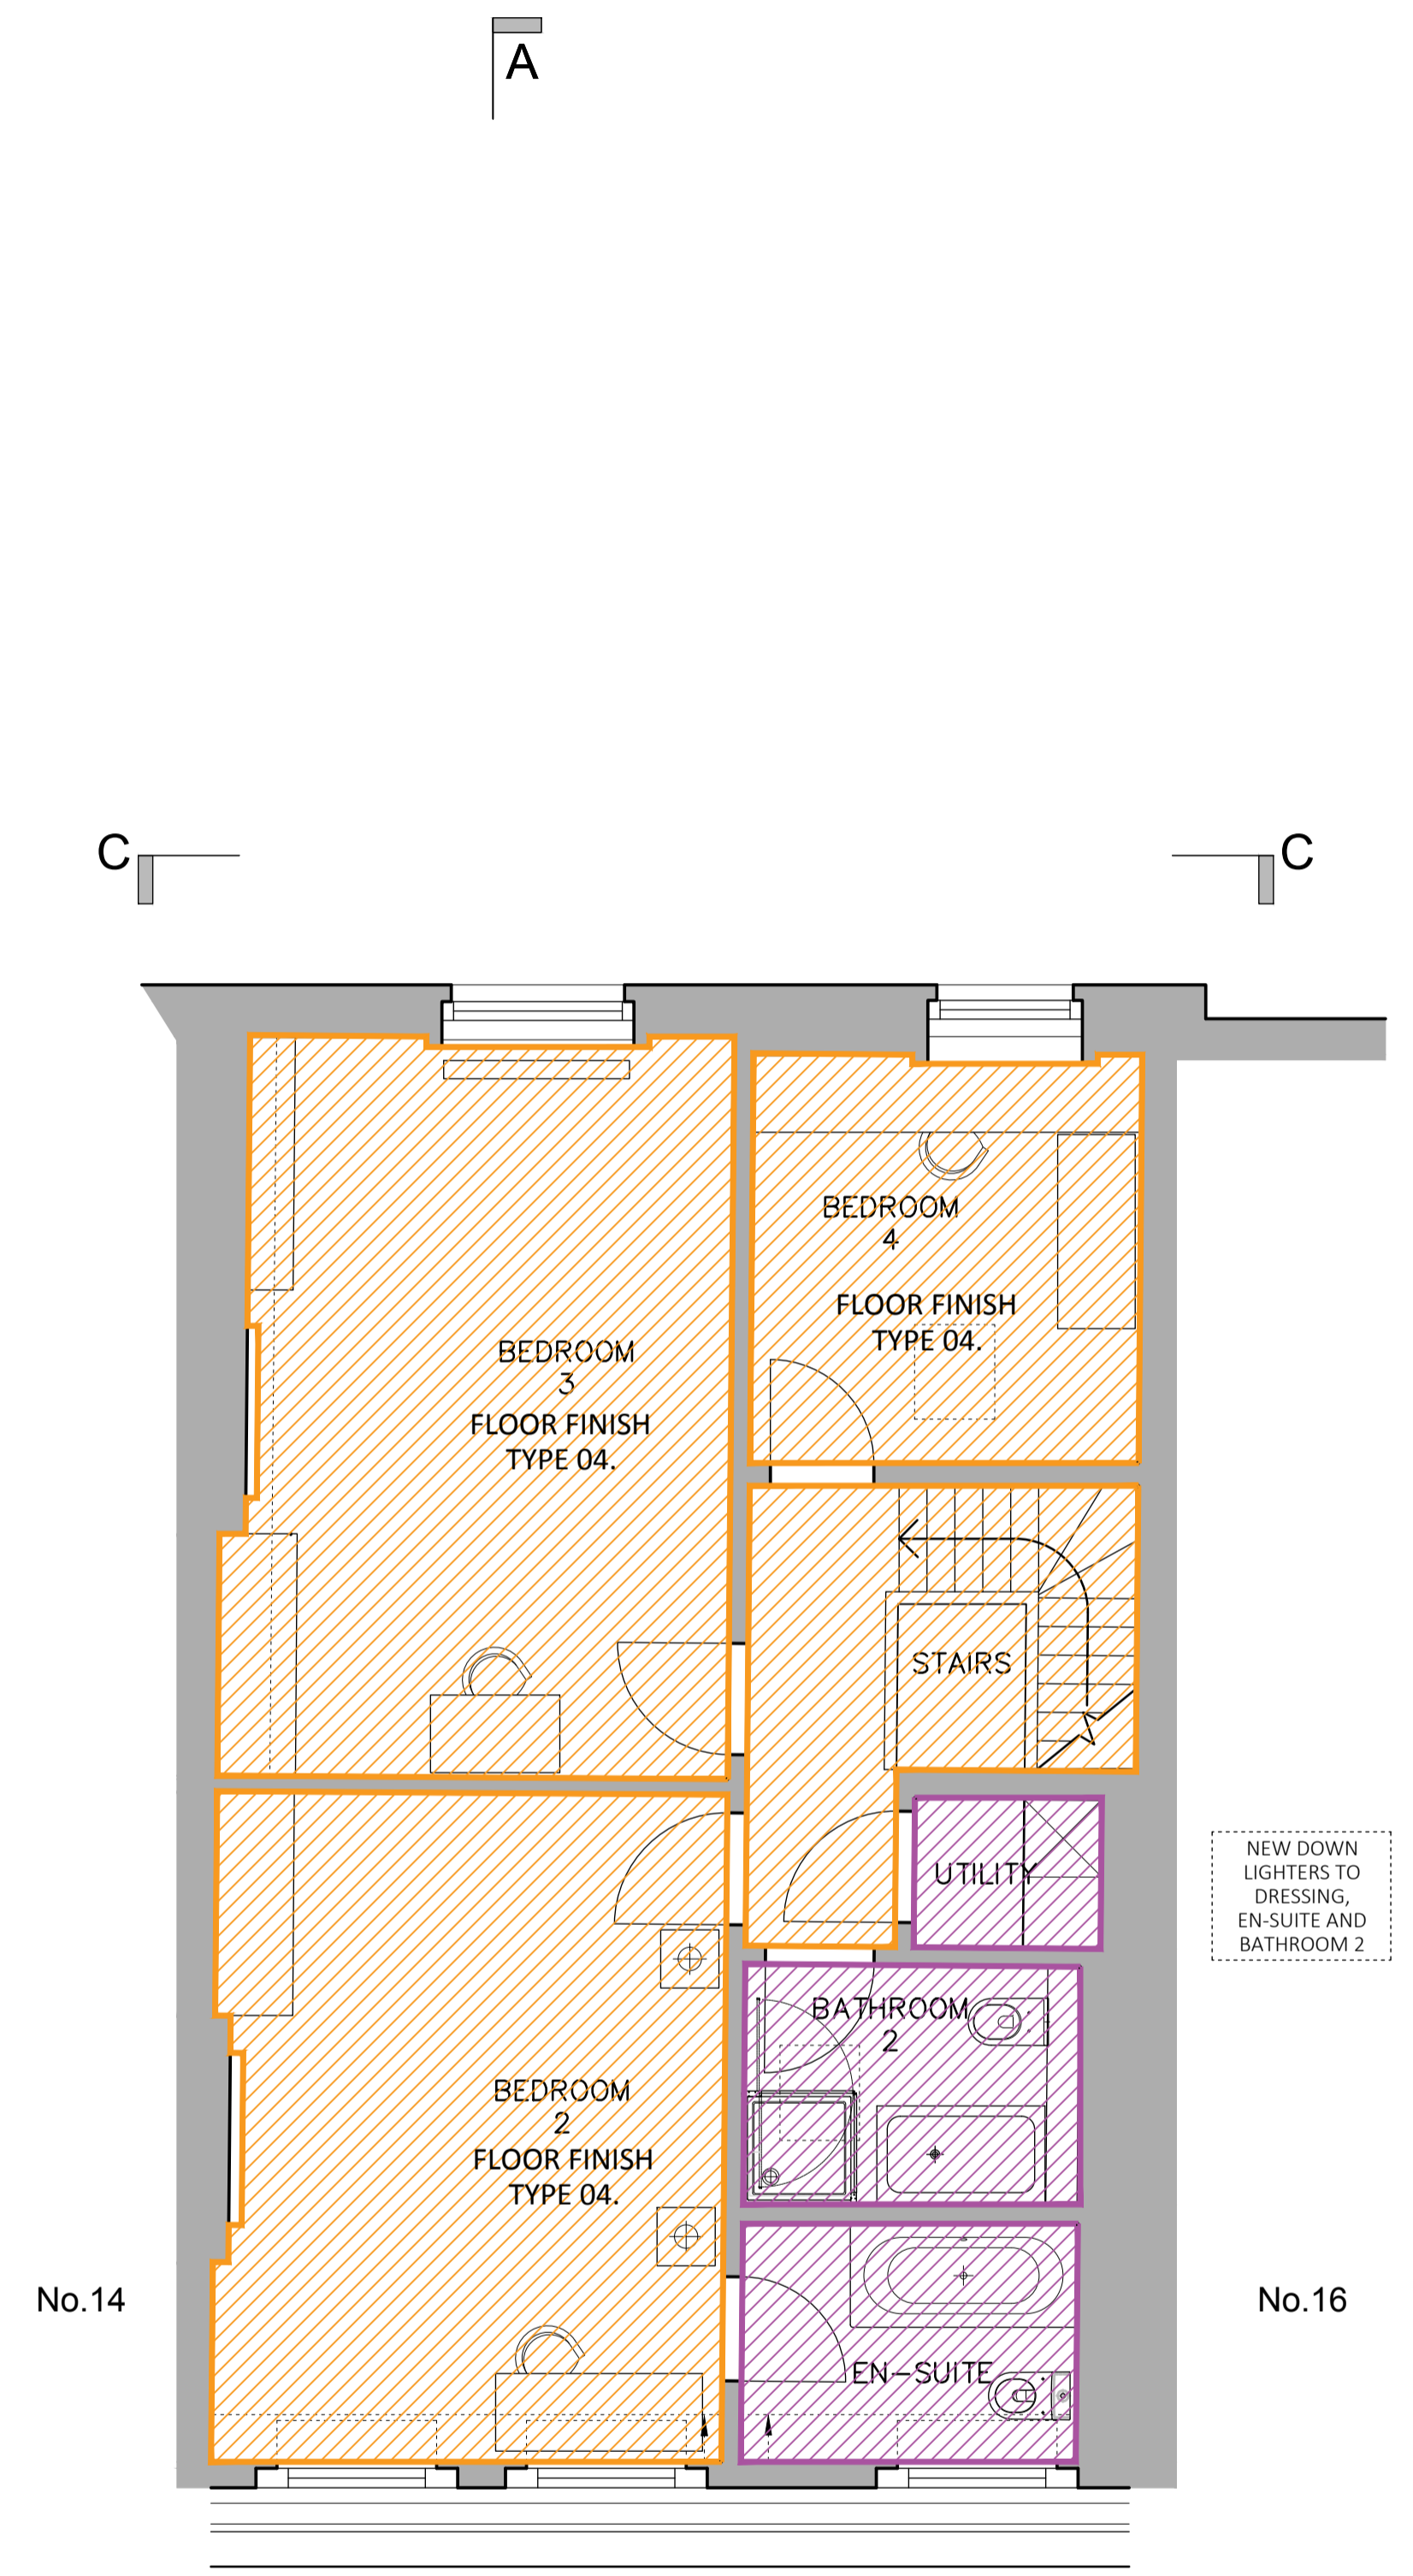 A
C
C
BEDROOM
4
FLOOR FINISH
TYPE 04.
BEDROOM
3
FLOOR FINISH
TYPE 04.
STAIRS
UTILITY
NEW DOWN
LIGHTERS TO
DRESSING,
EN-SUITE AND
BATHROOM 2
BATHROOM
2
BEDROOM
2
FLOOR FINISH
TYPE 04.
No.14
No.16
EN-SUITE